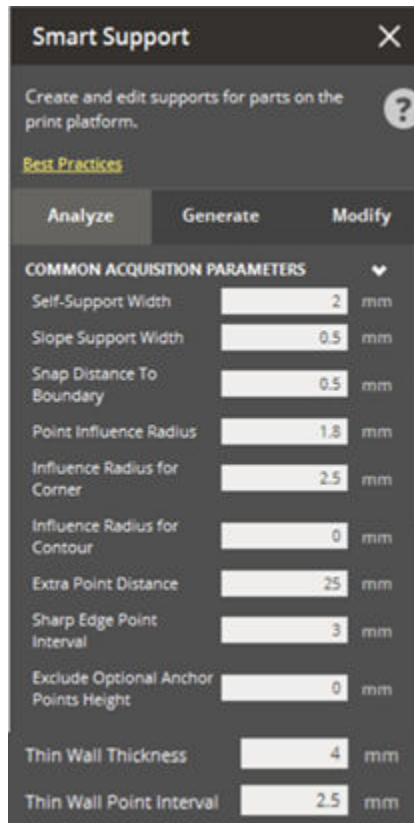 Smart Support
Create and edit supports for parts on the
print platform.
?
Best Practices
Analyze Generate Modify
COMMON ACQUISITION PARAMETERS
Self-Support Width 2 mm
Slope Support Width 0.5 mm
Snap Distance To
Boundary 0.5 mm
Point Influence Radius 1.8 mm
Influence Radius for
Corner 2.5 mm
Influence Radius for
Contour 0 mm
Extra Point Distance 25 mm
Sharp Edge Point
Interval 3 mm
Exclude Optional Anchor
Points Height 0 mm
Thin Wall Thickness 4 mm
Thin Wall Point Interval 2.5 mm